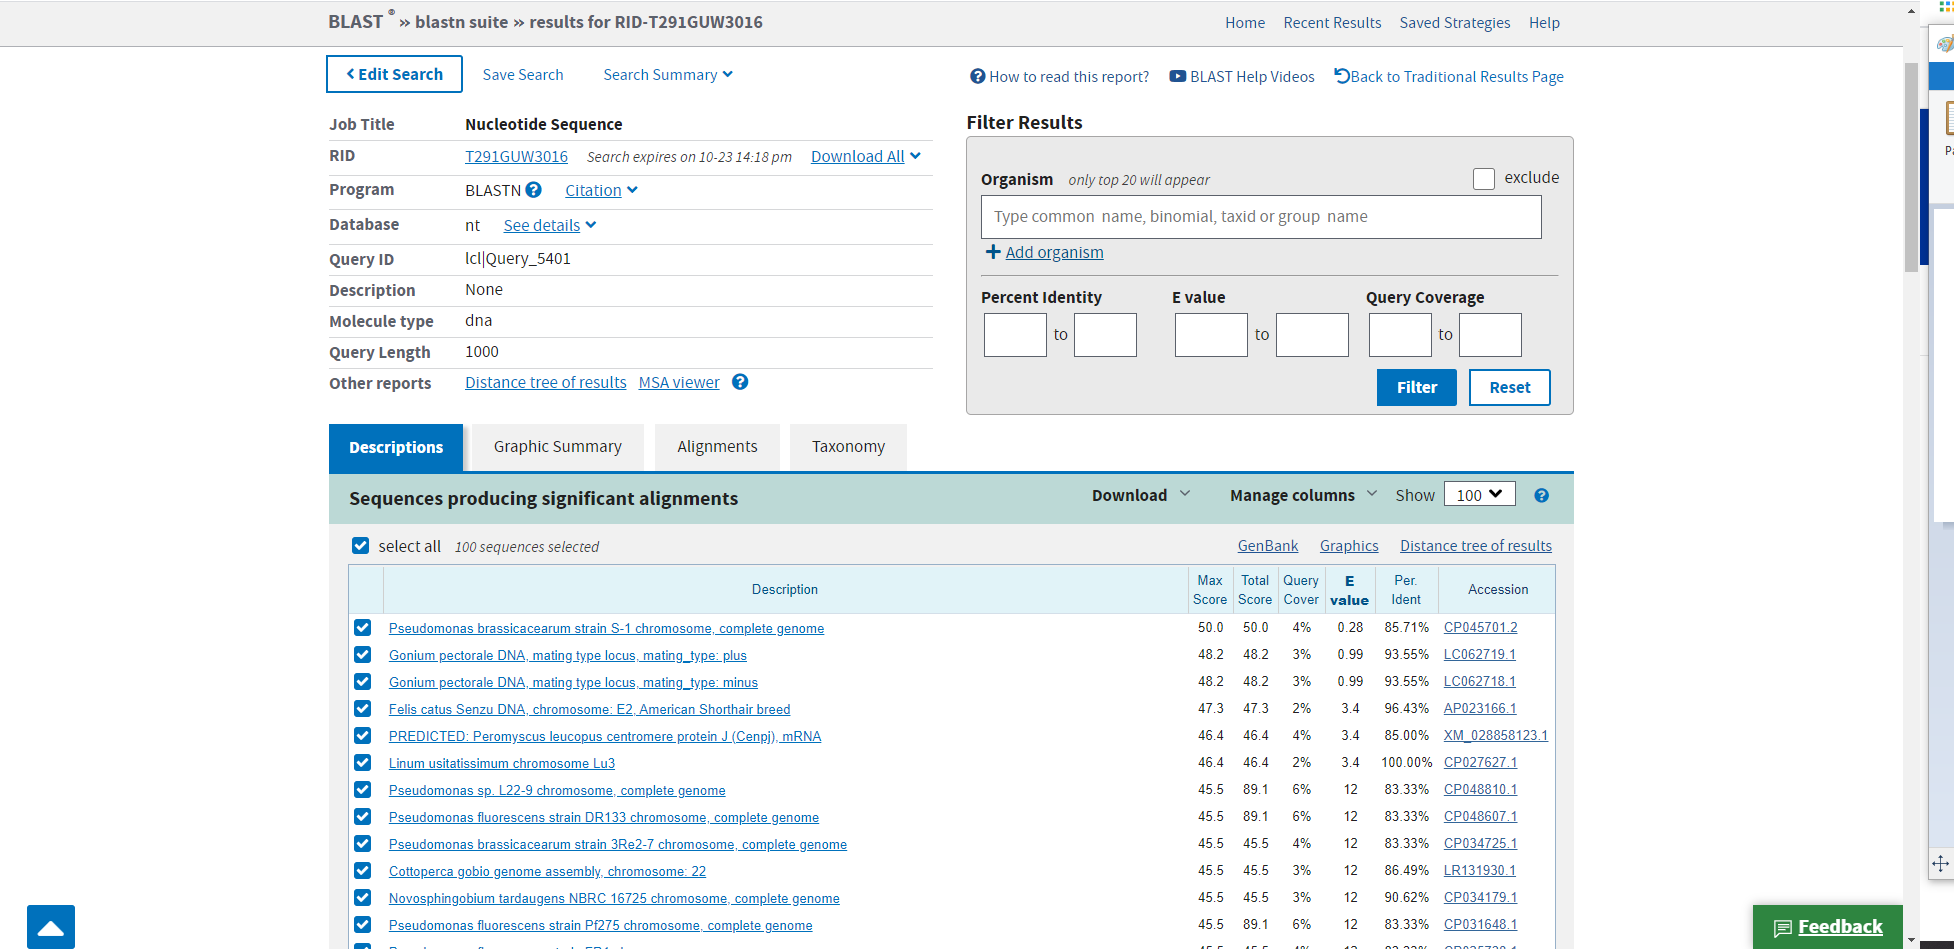 BLAST ® » blastn suite » results for RID-T291GUW3016
Home Recent Results Saved Strategies Help
Edit Search Save Search Search Summary
How to read this report? BLAST Help Videos Back to Traditional Results Page
Job Title Nucleotide Sequence
RID T291GUW3016 Search expires on 10-23 14:18 pm Download All
Program BLASTN Citation
Database nt See details
Query ID lcl|Query_5401
Description None
Molecule type dna
Query Length 1000
Other reports Distance tree of results MSA viewer
Filter Results
Organism only top 20 will appear exclude
Type common name, binomial, taxid or group name
Add organism
Percent Identity E value Query Coverage
to to to
Filter Reset
Descriptions Graphic Summary Alignments Taxonomy
Sequences producing significant alignments Download Manage columns Show 100
select all 100 sequences selected GenBank Graphics Distance tree of results
Description Max Score Total Score Query Cover E value Per. Ident Accession
Pseudomonas brassicacearum strain S-1 chromosome, complete genome 50.0 50.0 4% 0.28 85.71% CP045701.2
Gonium pectorale DNA, mating type locus, mating_type: plus 48.2 48.2 3% 0.99 93.55% LC062719.1
Gonium pectorale DNA, mating type locus, mating_type: minus 48.2 48.2 3% 0.99 93.55% LC062718.1
Felis catus Senzu DNA, chromosome: E2, American Shorthair breed 47.3 47.3 2% 3.4 96.43% AP023166.1
PREDICTED: Peromyscus leucopus centromere protein J (Cenpj), mRNA 46.4 46.4 4% 3.4 85.00% XM_028858123.1
Linum usitatissimum chromosome Lu3 46.4 46.4 2% 3.4 100.00% CP027627.1
Pseudomonas sp. L22-9 chromosome, complete genome 45.5 89.1 6% 12 83.33% CP048810.1
Pseudomonas fluorescens strain DR133 chromosome, complete genome 45.5 89.1 6% 12 83.33% CP048607.1
Pseudomonas brassicacearum strain 3Re2-7 chromosome, complete genome 45.5 45.5 4% 12 83.33% CP034725.1
Cottoperca gobio genome assembly, chromosome: 22 45.5 45.5 3% 12 86.49% LR131930.1
Novosphingobium tardaugens NBRC 16725 chromosome, complete genome 45.5 45.5 3% 12 90.62% CP034179.1
Pseudomonas fluorescens strain Pf275 chromosome, complete genome 45.5 89.1 6% 12 83.33% CP031648.1
Feedback